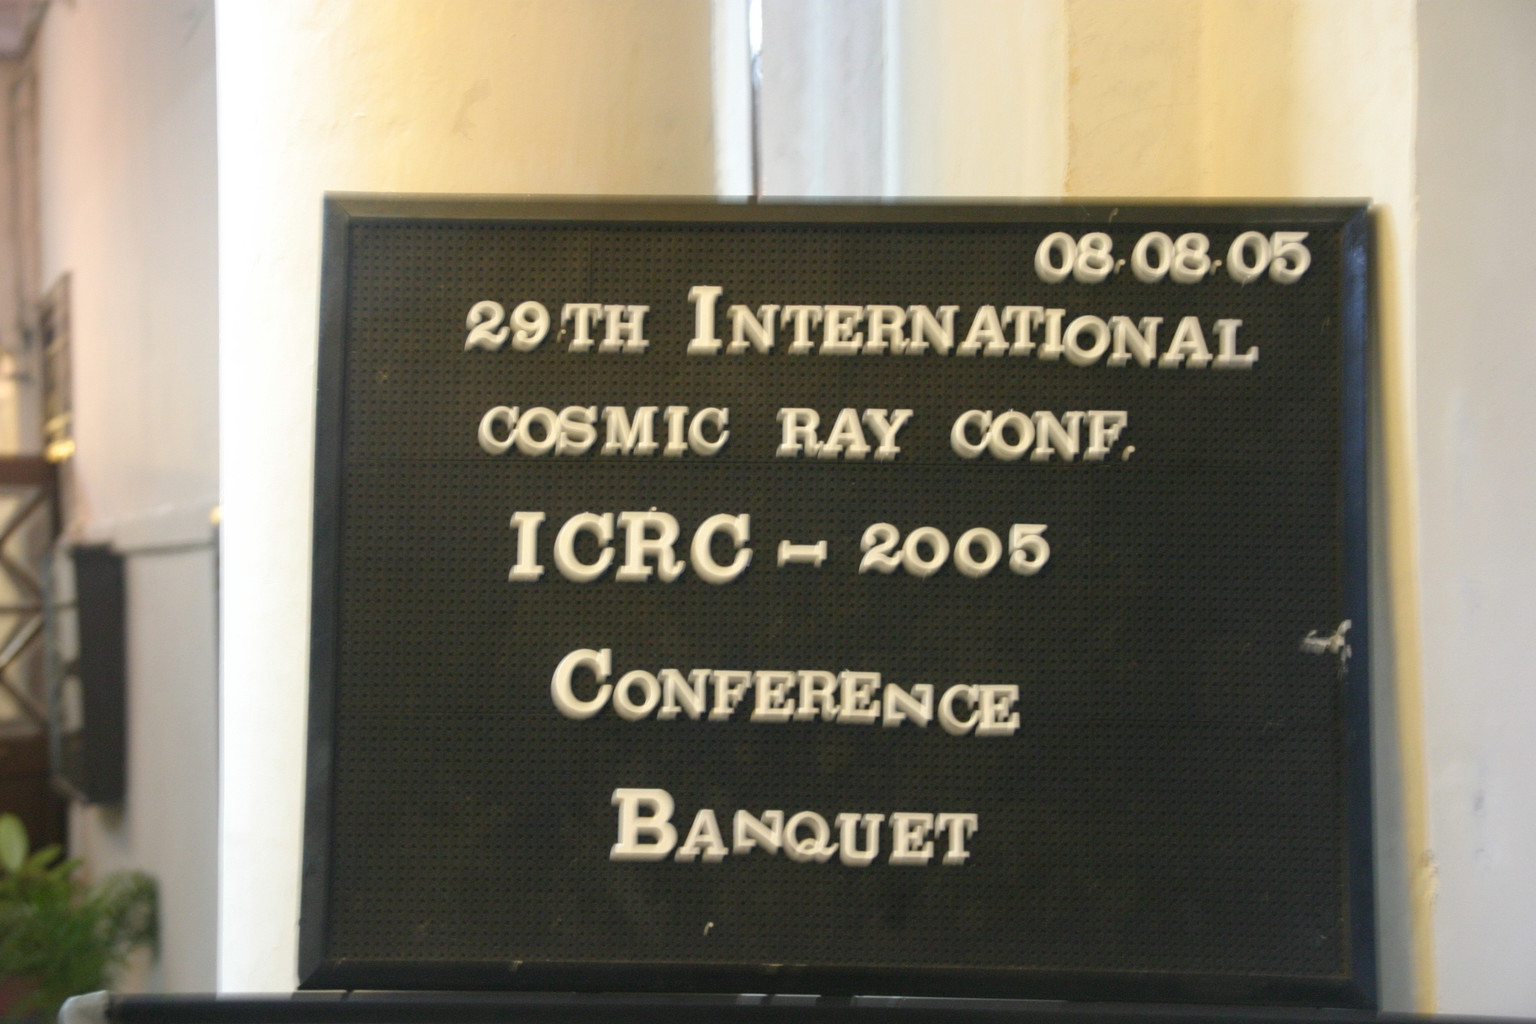 08.08.05
29TH INTERNATIONAL
COSMIC RAY CONF.
ICRC - 2005
CONFERENCE
BANQUET